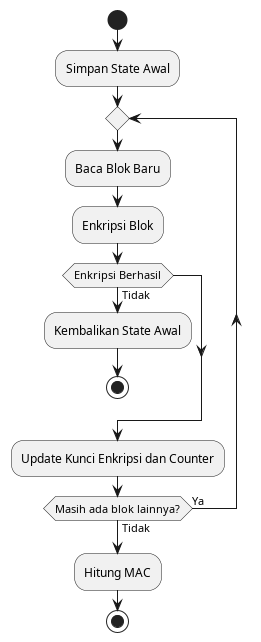 Simpan State Awal
Baca Blok Baru
Enkripsi Blok
Enkripsi Berhasil
Tidak
Kembalikan State Awal
Update Kunci Enkripsi dan Counter
Masih ada blok lainnya?
Ya
Tidak
Hitung MAC